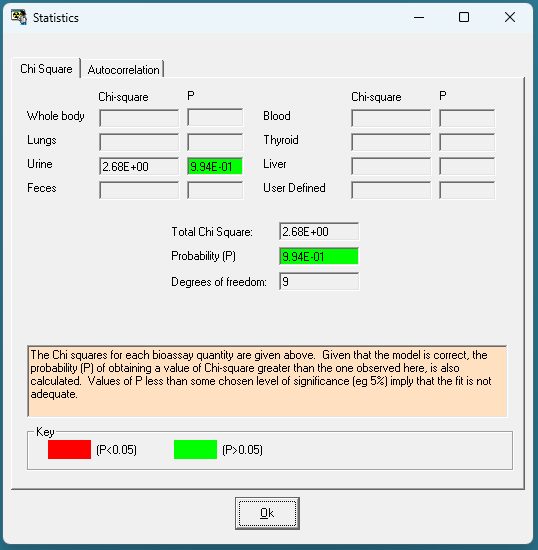 Statistics
Chi Square Autocorrelation
Chi-square P Chi-square P
Whole body Blood
Lungs Thyroid
Urine 2.68E+00 9.94E-01 Liver
Feces User Defined
Total Chi Square: 2.68E+00
Probability (P) 9.94E-01
Degrees of freedom: 9
The Chi squares for each bioassay quantity are given above. Given that the model is correct, the
probability (P) of obtaining a value of Chi-square greater than the one observed here, is also
calculated. Values of P less than some chosen level of significance (eg 5%) imply that the fit is not
adequate.
Key
(P<0.05) (P>0.05)
Ok